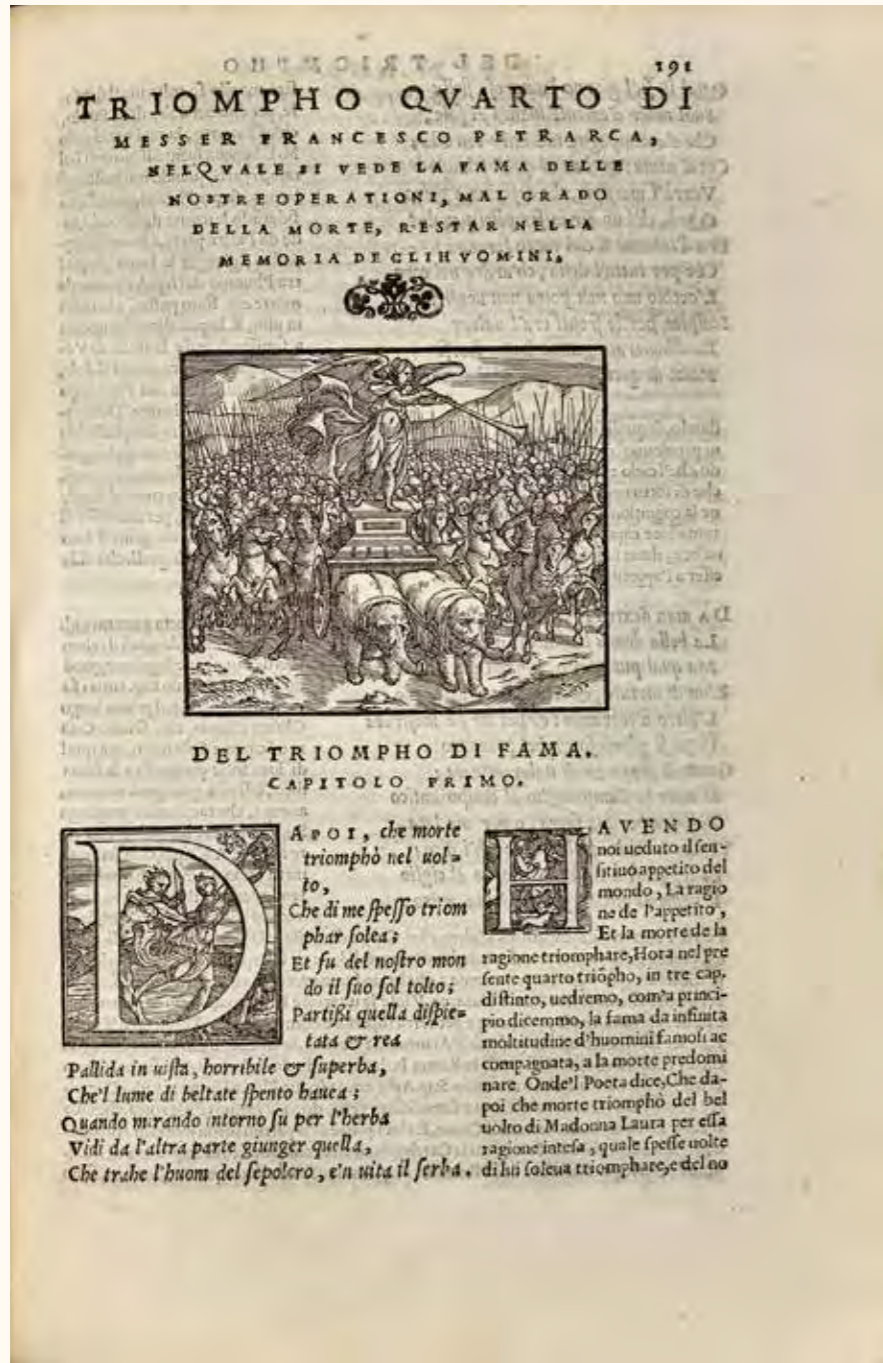 191
TRIOMPHO QVARTO DI
MESSER FRANCESCO PETRARCA,
NEL QVALE SI VEDE LA FAMA DELLE
NOSTRE OPERATIONI, MAL GRADO
DELLA MORTE, RESTAR NELLA
MEMORIA DE GLI HVOMINI.
DEL TRIOMPHO DI FAMA.
CAPITOLO PRIMO.
DAPOI, che morte
triomphò nel uol=
to,
Che di me ſpeſſo triom
phar ſolea;
Et fu del noſtro mon
do il ſuo ſol tolto;
Partißi quella diſpie=
tata & rea
Pallida in uiſta, horribile & ſuperba,
Che'l lume di beltate ſpento hauea;
Quando mirando intorno ſu per l'herba
Vidi da l'altra parte giunger quella,
Che trahe l'huom del ſepolcro, e'n uita il ſerba.
HAVENDO
noi ueduto il ſen-
ſitiuo appetito del
mondo, La ragio
ne de l'appetito,
Et la morte de la
ragione triomphare, Hora nel pre
ſente quarto triōpho, in tre cap.
diſtinto, uedremo, com'a princi-
pio dicemmo, la fama da infinita
moltitudine d'huomini famoſi ac
compagnata, a la morte predomi
nare. Onde'l Poeta dice, Che da-
poi che morte triomphò del bel
uolto di Madonna Laura per eſſa
ragione inteſa, quale ſpeſſe uolte
di lui ſoleua triomphare, e del no